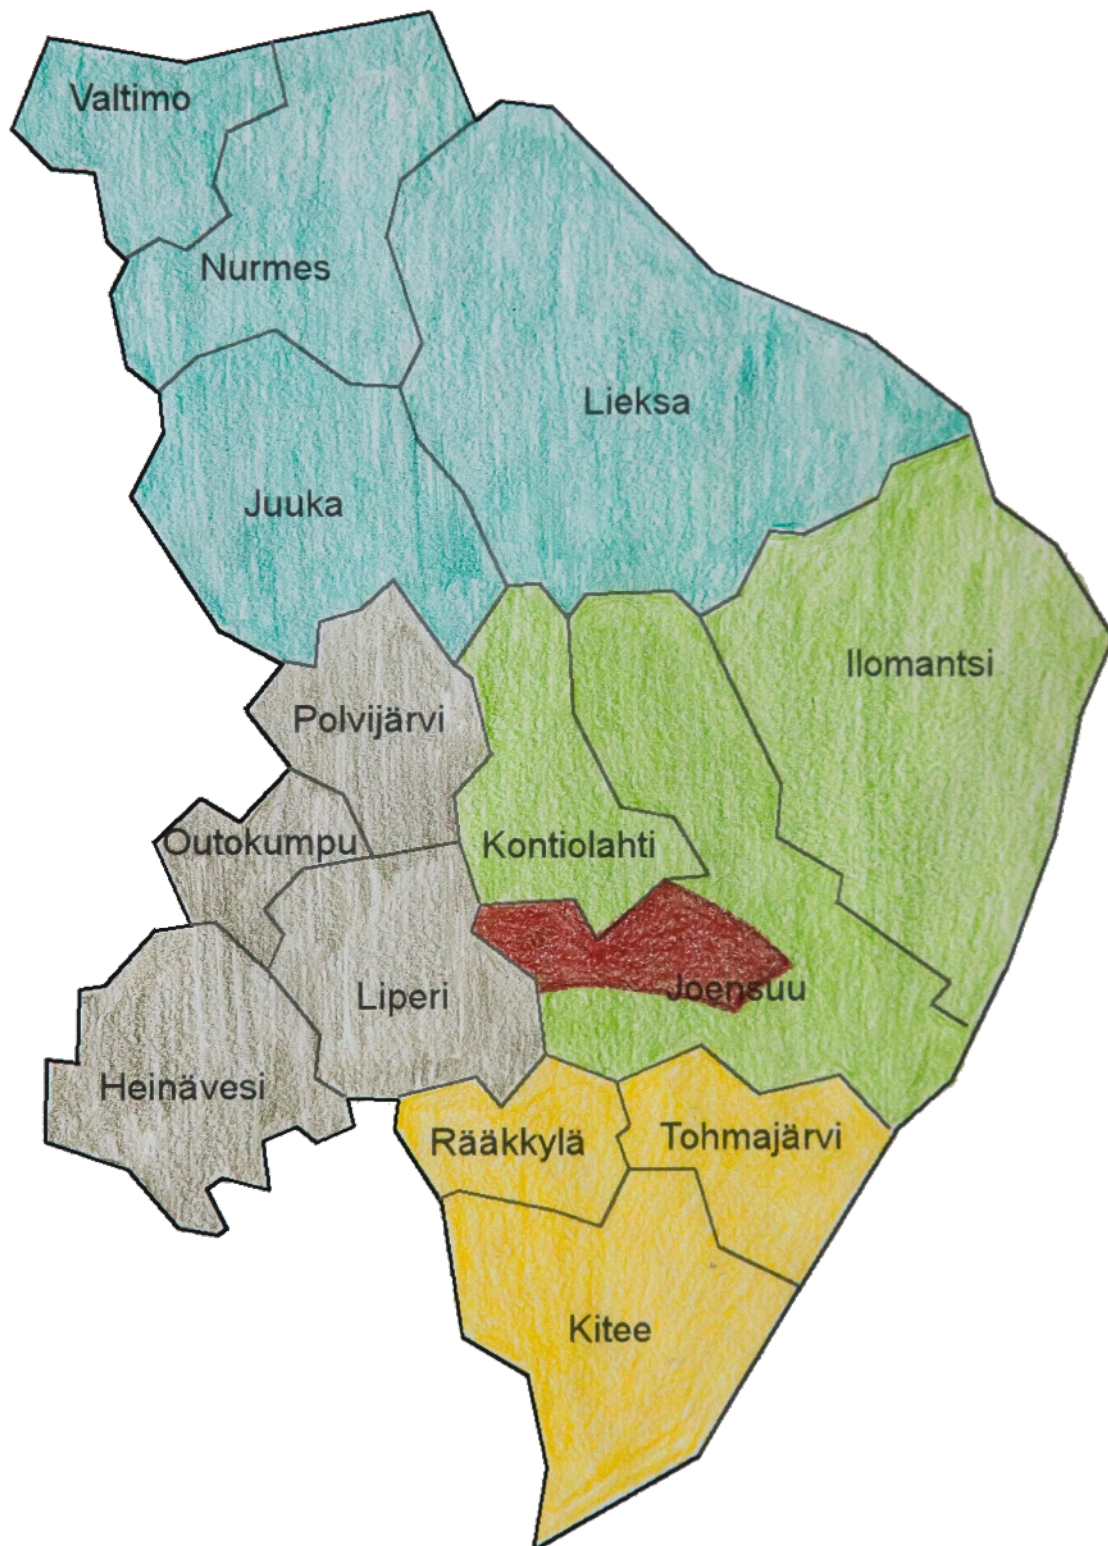 Valtimo
Nurmes
Lieksa
Juuka
Ilomantsi
Polvijärvi
Outokumpu
Kontiolahti
Liperi
Joensuu
Heinävesi
Rääkkylä
Tohmajärvi
Kitee